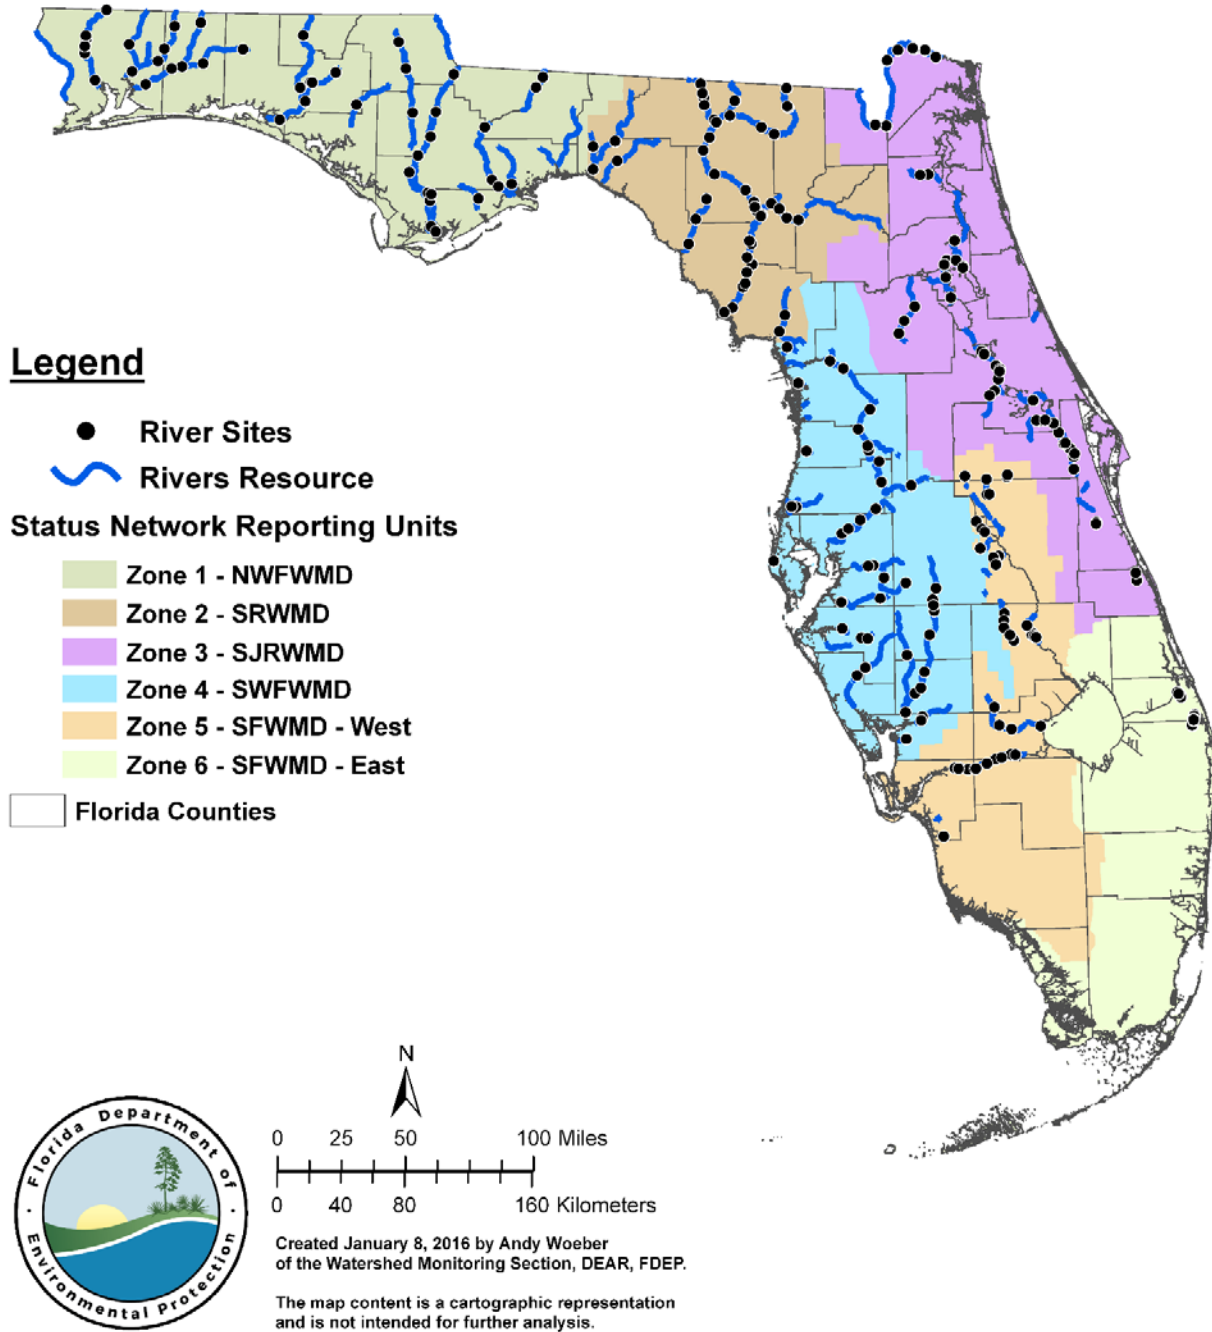 Legend
River Sites
Rivers Resource
Status Network Reporting Units
Zone 1 - NWFWMD
Zone 2 - SRWMD
Zone 3 - SJRWMD
Zone 4 - SWFWMD
Zone 5 - SFWMD - West
Zone 6 - SFWMD - East
Florida Counties
N
0 25 50 100 Miles
0 40 80 160 Kilometers
Florida Department of
Environmental Protection
Created January 8, 2016 by Andy Woeber
of the Watershed Monitoring Section, DEAR, FDEP.
The map content is a cartographic representation
and is not intended for further analysis.